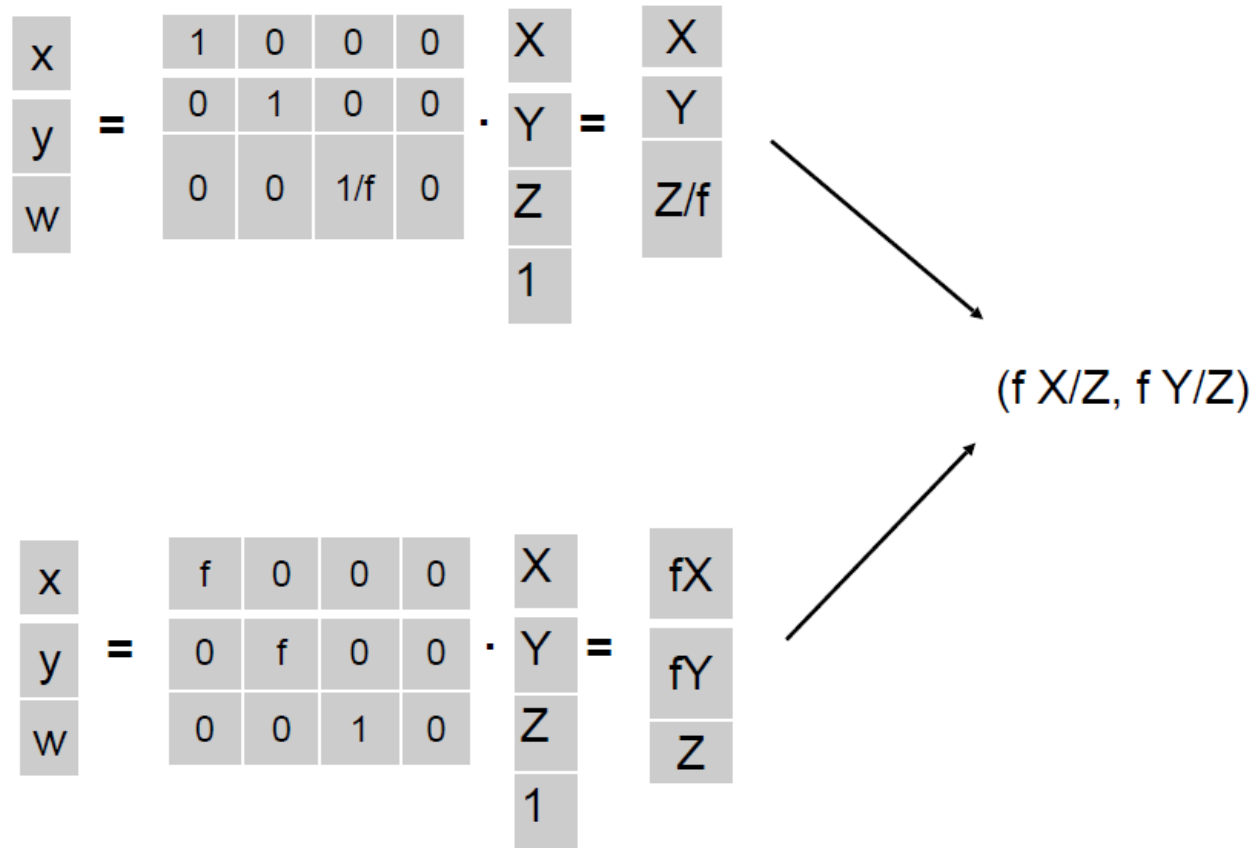 x
y
w
=
1 0 0 0
0 1 0 0
0 0 1/f 0
·
X
Y
Z
1
=
X
Y
Z/f
(f X/Z, f Y/Z)
x
y
w
=
f 0 0 0
0 f 0 0
0 0 1 0
·
X
Y
Z
1
=
fX
fY
Z